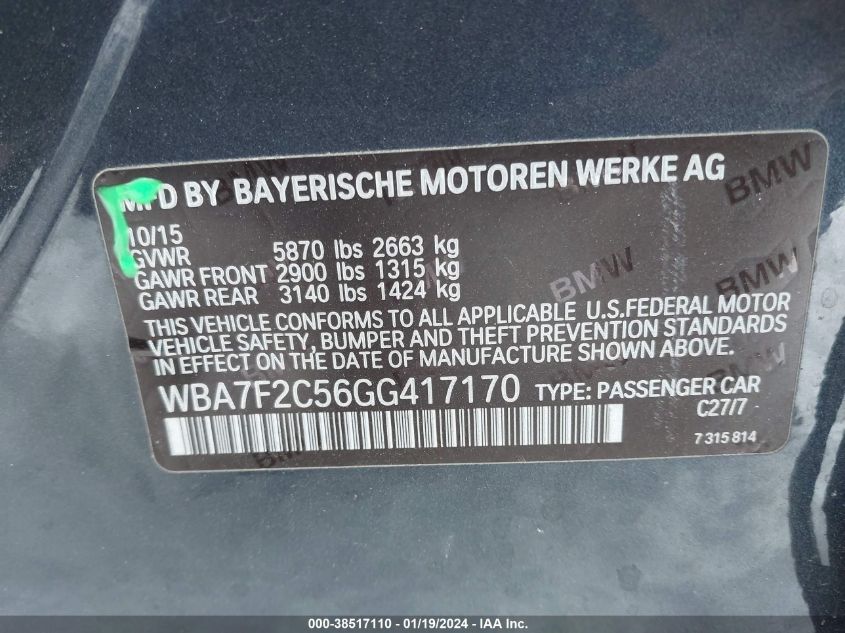 MFD BY BAYERISCHE MOTOREN WERKE AG
10/15
GVWR 5870 lbs 2663 kg
GAWR FRONT 2900 lbs 1315 kg
GAWR REAR 3140 lbs 1424 kg
THIS VEHICLE CONFORMS TO ALL APPLICABLE U.S.FEDERAL MOTOR
VEHICLE SAFETY, BUMPER AND THEFT PREVENTION STANDARDS
IN EFFECT ON THE DATE OF MANUFACTURE SHOWN ABOVE.
WBA7F2C56GG417170 TYPE: PASSENGER CAR
C27/7
7 315 814
BMW
BMW
BMW
000-38517110 - 01/19/2024 - IAA Inc.